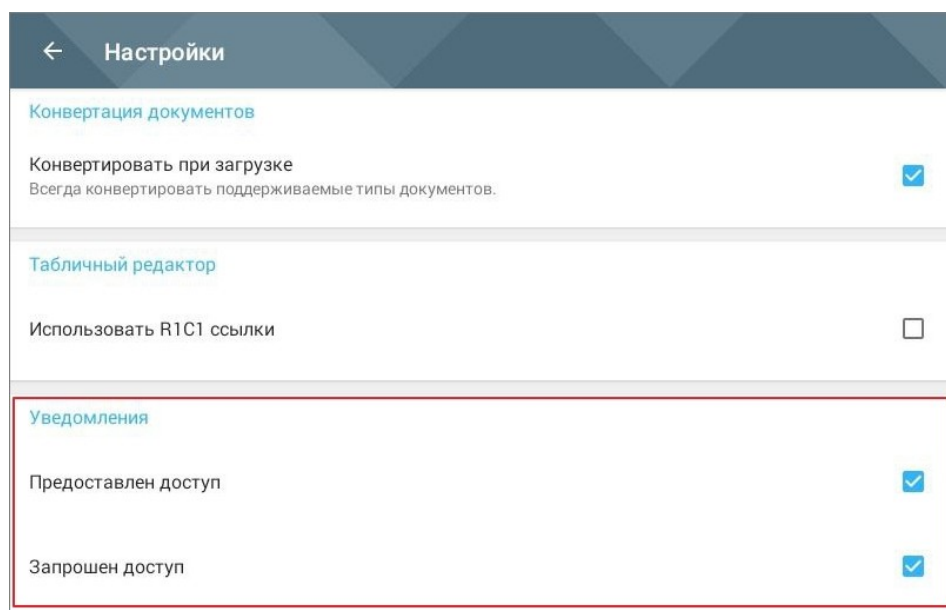 Настройки
Конвертация документов
Конвертировать при загрузке
Всегда конвертировать поддерживаемые типы документов.
Табличный редактор
Использовать R1C1 ссылки
Уведомления
Предоставлен доступ
Запрошен доступ